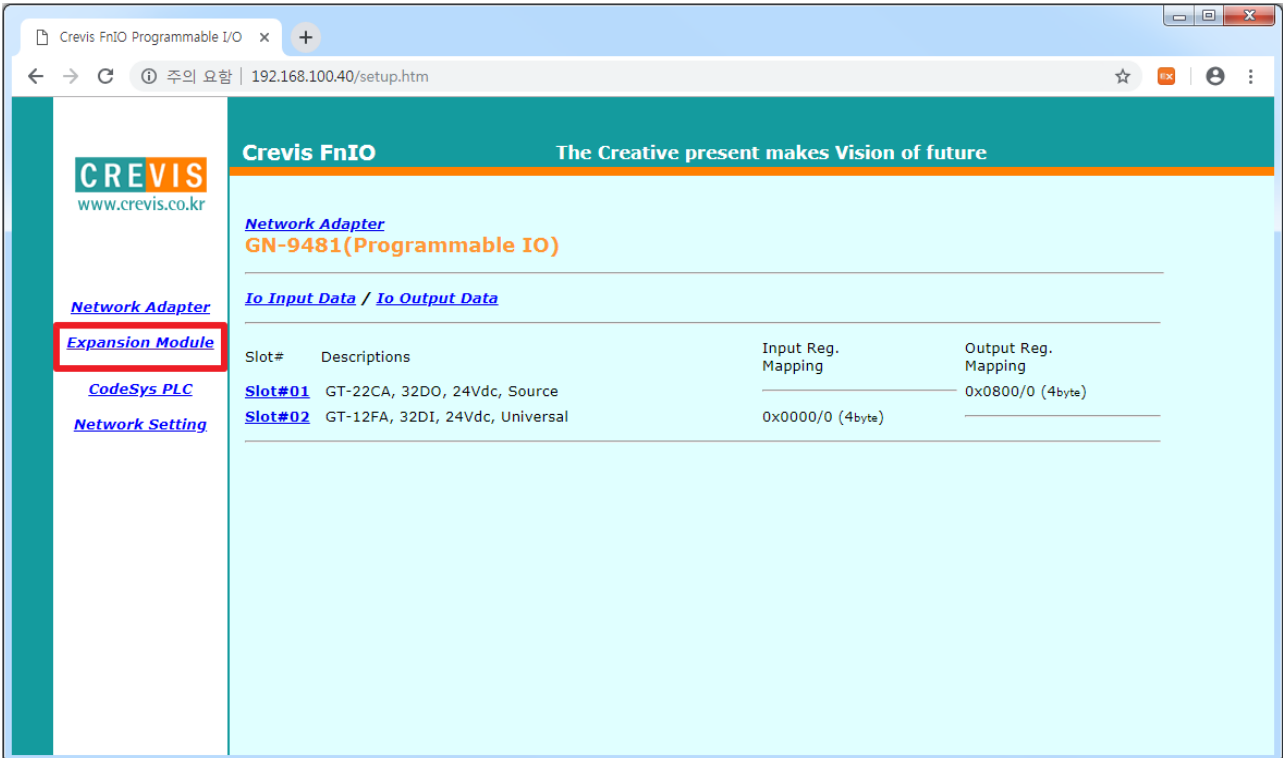 Crevis FnIO Programmable I/O
주의 요함 192.168.100.40/setup.htm
EX
CREVIS
www.crevis.co.kr
Network Adapter
Expansion Module
CodeSys PLC
Network Setting
Crevis FnIO The Creative present makes Vision of future
Network Adapter
GN-9481(Programmable IO)
Io Input Data / Io Output Data
Slot# Descriptions Input Reg. Mapping Output Reg. Mapping
Slot#01 GT-22CA, 32DO, 24Vdc, Source 0x0800/0 (4byte)
Slot#02 GT-12FA, 32DI, 24Vdc, Universal 0x0000/0 (4byte)